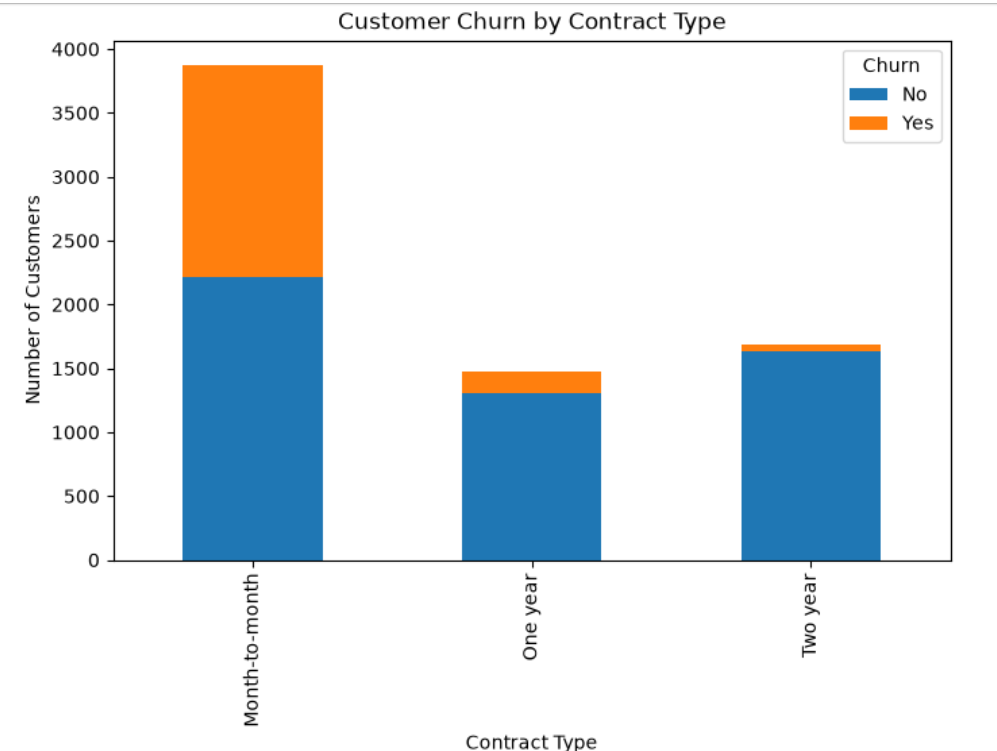 Customer Churn by Contract Type
Churn
No
Yes
Number of Customers
4000
3500
3000
2500
2000
1500
1000
500
0
Month-to-month
One year
Two year
Contract Type